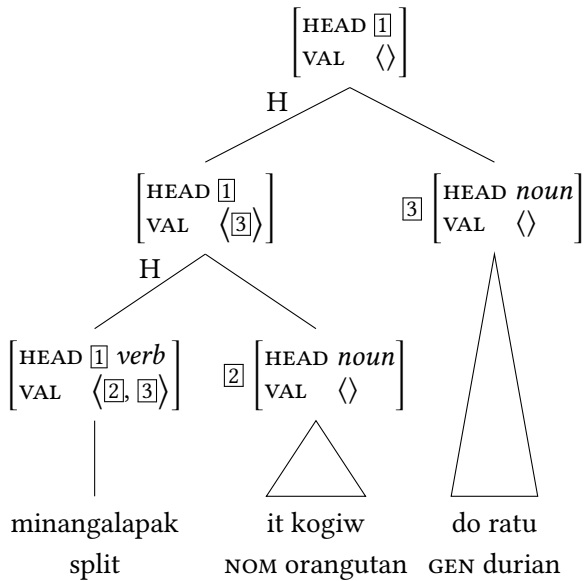 HEAD 1
VAL ⟨⟩
H
HEAD 1
VAL ⟨3⟩
3
HEAD noun
VAL ⟨⟩
H
HEAD 1 verb
VAL ⟨2, 3⟩
2
HEAD noun
VAL ⟨⟩
minangalapak it kogiw do ratu
split NOM orangutan GEN durian